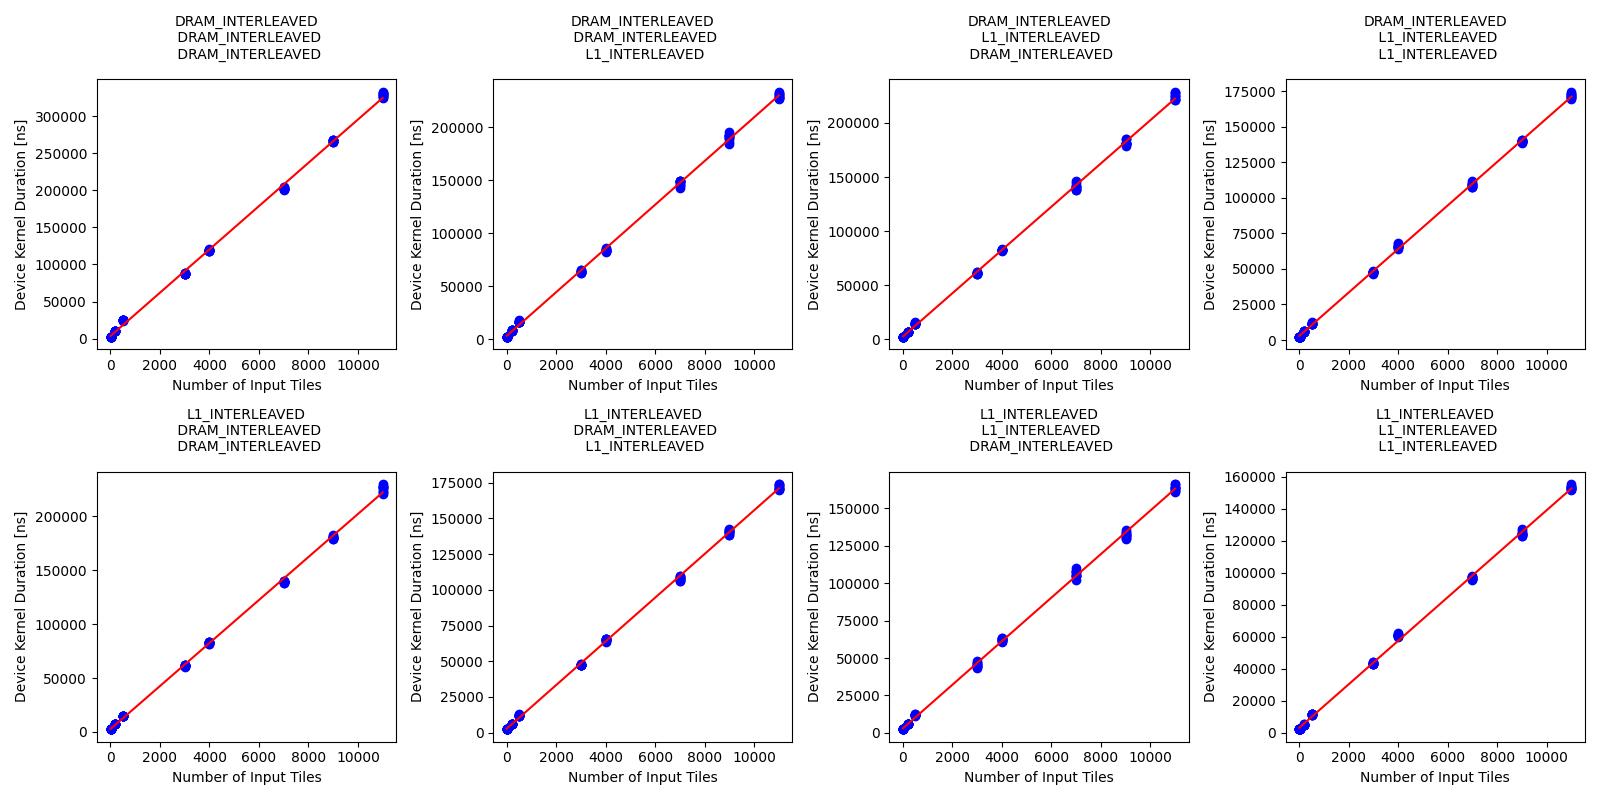 DRAM_INTERLEAVED
DRAM_INTERLEAVED
DRAM_INTERLEAVED
Device Kernel Duration [ns]
300000
250000
200000
150000
100000
50000
0
0 2000 4000 6000 8000 10000
Number of Input Tiles
DRAM_INTERLEAVED
DRAM_INTERLEAVED
L1_INTERLEAVED
Device Kernel Duration [ns]
200000
150000
100000
50000
0
0 2000 4000 6000 8000 10000
Number of Input Tiles
DRAM_INTERLEAVED
L1_INTERLEAVED
DRAM_INTERLEAVED
Device Kernel Duration [ns]
200000
150000
100000
50000
0
0 2000 4000 6000 8000 10000
Number of Input Tiles
DRAM_INTERLEAVED
L1_INTERLEAVED
L1_INTERLEAVED
Device Kernel Duration [ns]
175000
150000
125000
100000
75000
50000
25000
0
0 2000 4000 6000 8000 10000
Number of Input Tiles
L1_INTERLEAVED
DRAM_INTERLEAVED
DRAM_INTERLEAVED
Device Kernel Duration [ns]
200000
150000
100000
50000
0
0 2000 4000 6000 8000 10000
Number of Input Tiles
L1_INTERLEAVED
DRAM_INTERLEAVED
L1_INTERLEAVED
Device Kernel Duration [ns]
175000
150000
125000
100000
75000
50000
25000
0
0 2000 4000 6000 8000 10000
Number of Input Tiles
L1_INTERLEAVED
L1_INTERLEAVED
DRAM_INTERLEAVED
Device Kernel Duration [ns]
150000
125000
100000
75000
50000
25000
0
0 2000 4000 6000 8000 10000
Number of Input Tiles
L1_INTERLEAVED
L1_INTERLEAVED
L1_INTERLEAVED
Device Kernel Duration [ns]
160000
140000
120000
100000
80000
60000
40000
20000
0
0 2000 4000 6000 8000 10000
Number of Input Tiles